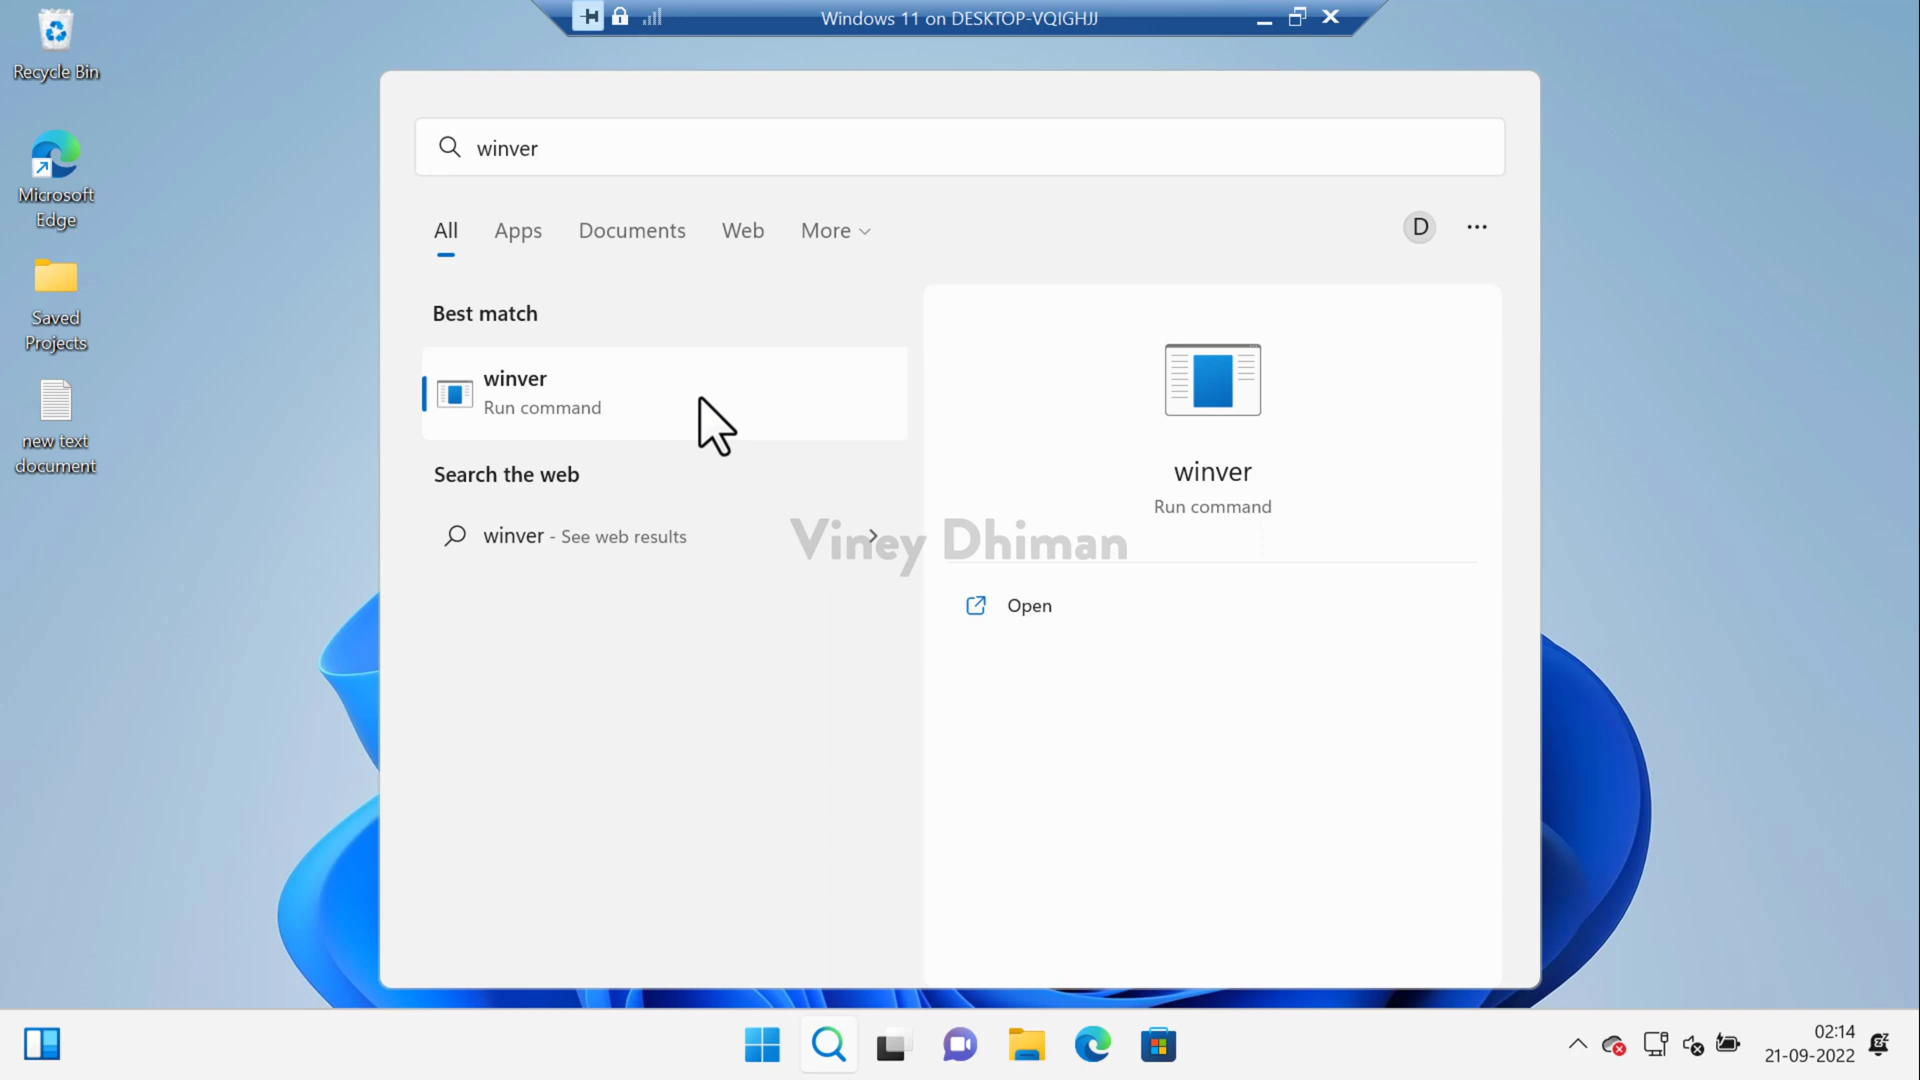 Windows 11 on DESKTOP-VQIGHJJ
Recycle Bin
Microsoft
Edge
Saved
Projects
new text
document
winver
All
Apps
Documents
Web
More
D
Best match
winver
Run command
Search the web
winver - See web results
winver
Run command
Open
Viney Dhiman
02:14
21-09-2022